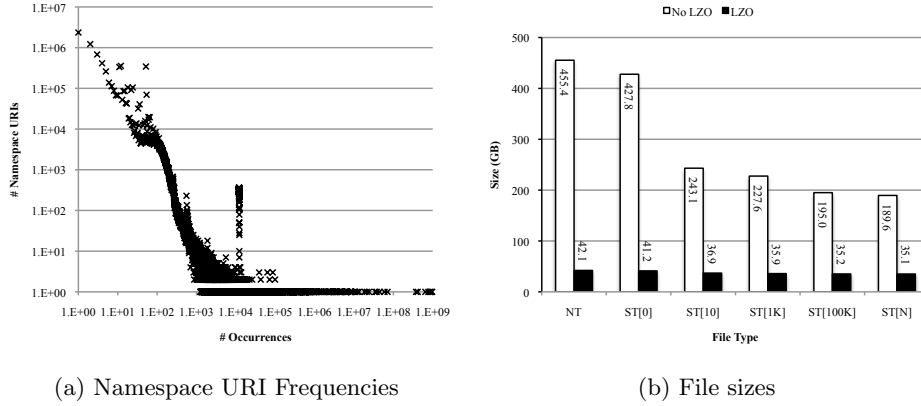 1.E+07
1.E+06
1.E+05
1.E+04
1.E+03
1.E+02
1.E+01
1.E+00
# Namespace URIs
1.E+00 1.E+01 1.E+02 1.E+03 1.E+04 1.E+05 1.E+06 1.E+07 1.E+08 1.E+09
# Occurrences
(a) Namespace URI Frequencies
No LZO LZO
500
400
300
200
100
0
Size (GB)
455.4 42.1 427.8 41.2 243.1 36.9 227.6 35.9 195.0 35.2 189.6 35.1
NT ST[0] ST[10] ST[1K] ST[100K] ST[N]
File Type
(b) File sizes